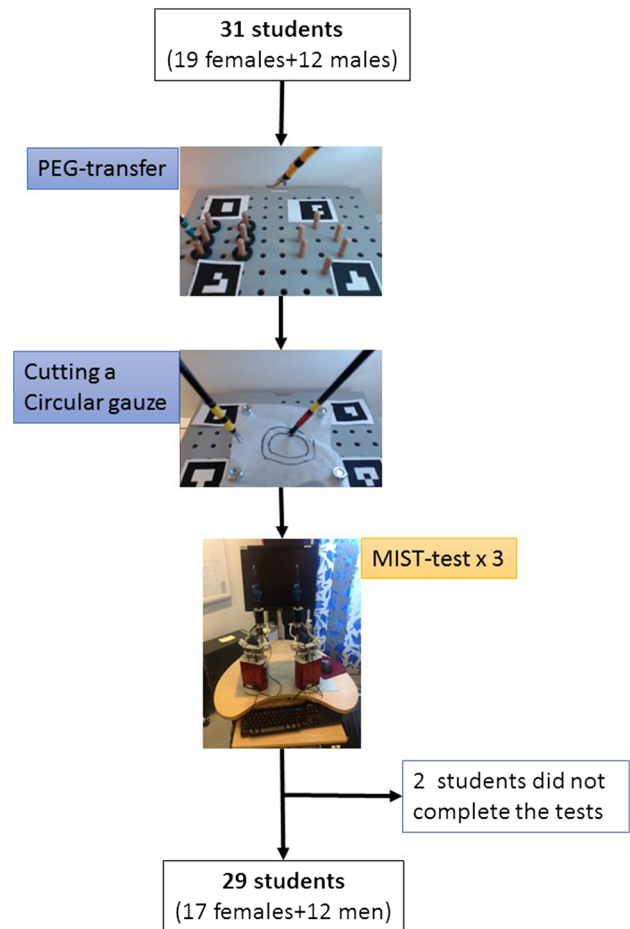 31 students
(19 females+12 males)
PEG-transfer
Cutting a
Circular gauze
MIST-test x 3
2 students did not
complete the tests
29 students
(17 females+12 men)